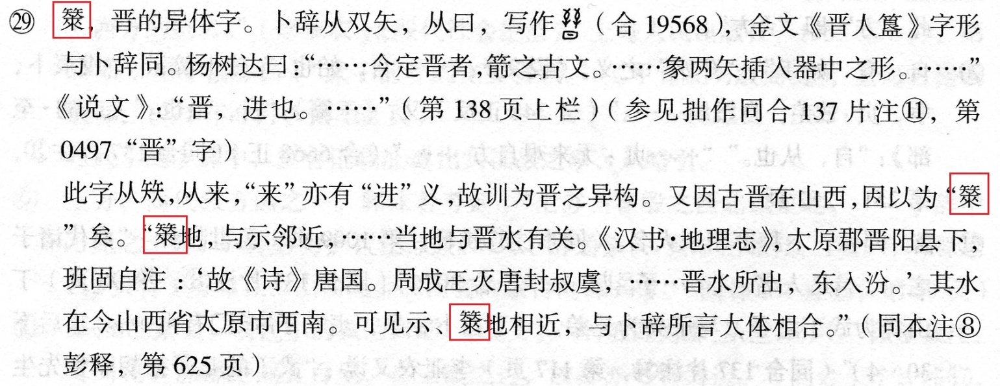 ㉙ ，晋的异体字。卜辞从双矢，从曰，写作（合 19568），金文《晋人簋》字形
与卜辞同。杨树达曰：“……今定晋者，箭之古文。……象两矢插入器中之形。……”
《说文》：“晋，进也。……”（第 138 页上栏）（参见拙作同合 137 片注⑪，第
0497 “晋” 字）
此字从，从来，“来” 亦有 “进” 义，故训为晋之异构。又因古晋在山西，因以为 “
”矣。“地，与示邻近，……当地与晋水有关。《汉书·地理志》，太原郡晋阳县下，
班固自注：‘故《诗》唐国。周成王灭唐封叔虞，……晋水所出，东入汾。’ 其水
在今山西省太原市西南。可见示、地相近，与卜辞所言大体相合。”（同本注⑧
彭释，第 625 页）